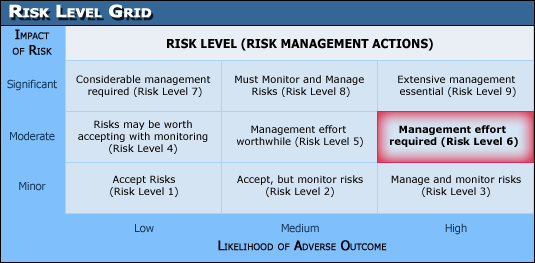 Risk Level Grid
Impact
of Risk
RISK LEVEL (RISK MANAGEMENT ACTIONS)
Significant
Considerable management
required (Risk Level 7)
Must Monitor and Manage
Risks (Risk Level 8)
Extensive management
essential (Risk Level 9)
Moderate
Risks may be worth
accepting with monitoring
(Risk Level 4)
Management effort
worthwhile (Risk Level 5)
Management effort
required (Risk Level 6)
Minor
Accept Risks
(Risk Level 1)
Accept, but monitor risks
(Risk Level 2)
Manage and monitor risks
(Risk Level 3)
Low
Medium
High
Likelihood of Adverse Outcome